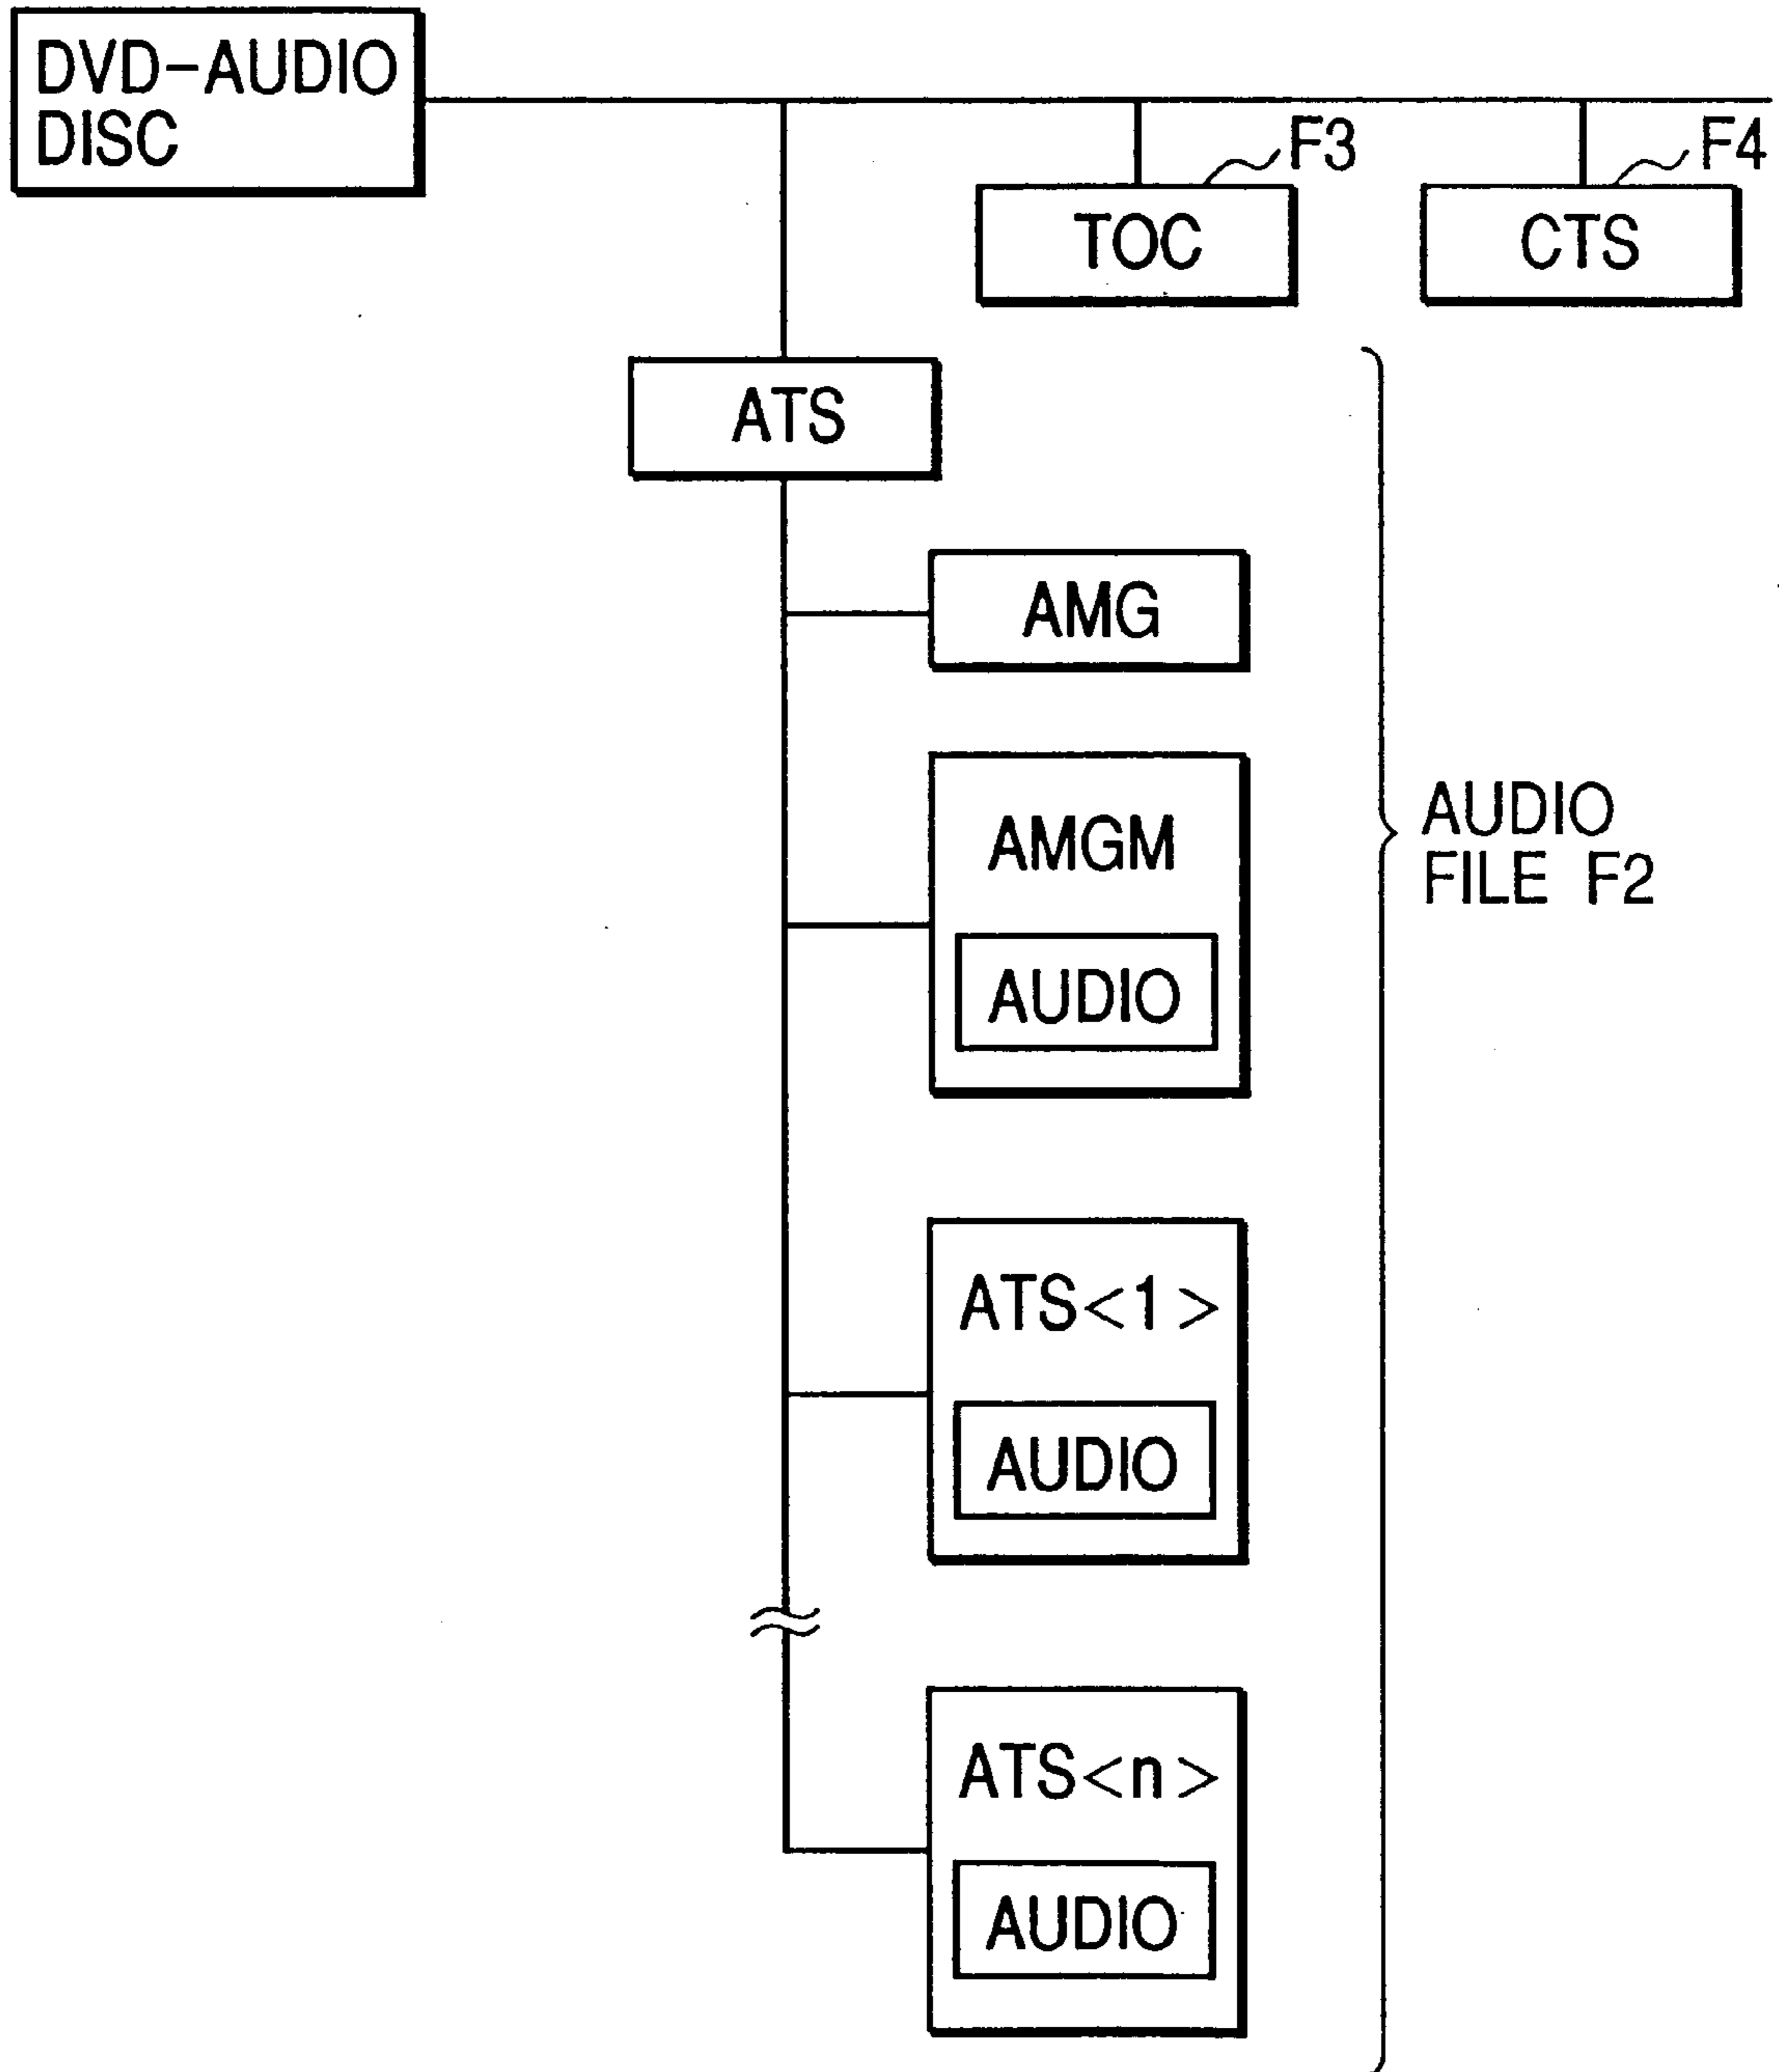 DVD-AUDIO
DISC
F3
F4
TOC
CTS
ATS
AMG
AMGM
AUDIO
AUDIO
FILE F2
ATS<1>
AUDIO
ATS<n>
AUDIO